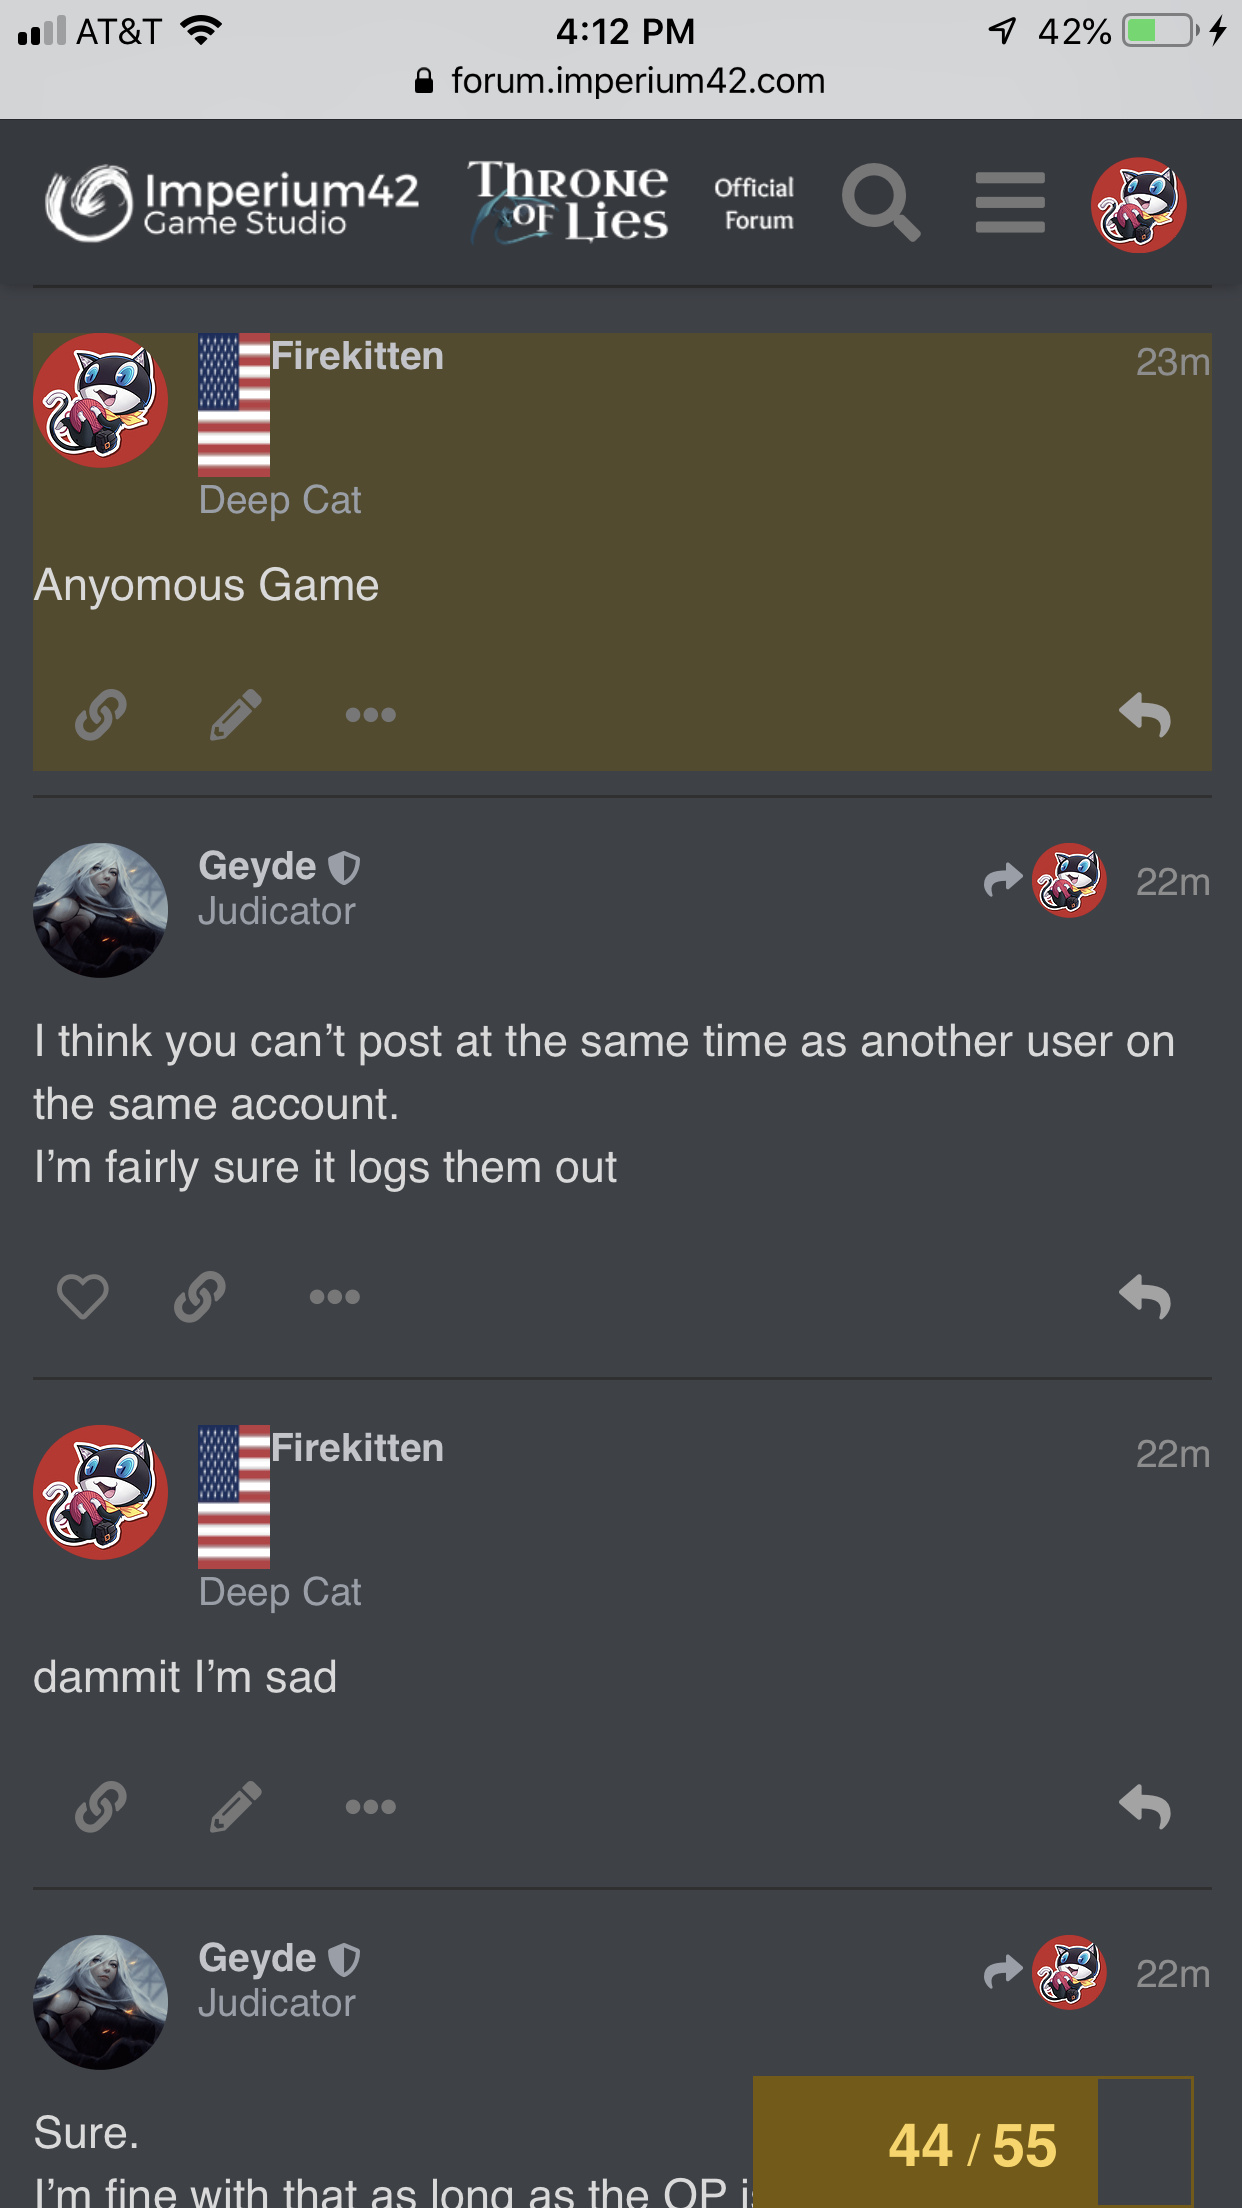 AT&T 4:12 PM 42%
forum.imperium42.com
Imperium42
Game Studio
Throne
of Lies
Official
Forum
Firekitten 23m
Deep Cat
Anyomous Game
Geyde 22m
Judicator
I think you can’t post at the same time as another user on
the same account.
I’m fairly sure it logs them out
Firekitten 22m
Deep Cat
dammit I’m sad
Geyde 22m
Judicator
Sure.
I’m fine with that as long as the OP
44 / 55